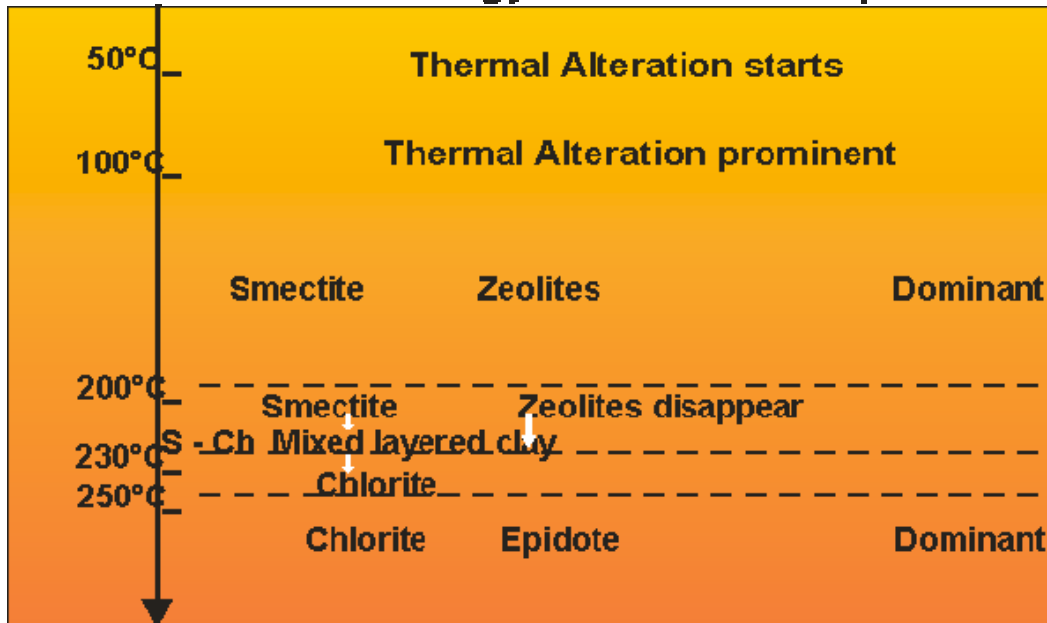 50°C
Thermal Alteration starts
100°C
Thermal Alteration prominent
Smectite Zeolites Dominant
200°C
Smectite Zeolites disappear
S - Ch Mixed layered clay
230°C
Chlorite
250°C
Chlorite Epidote Dominant